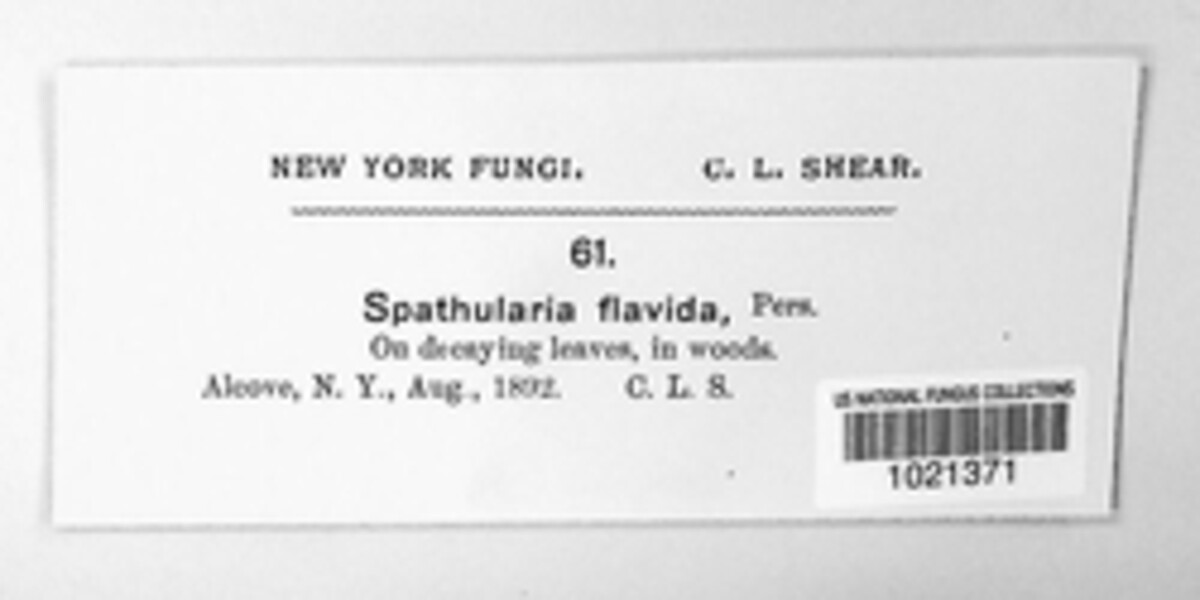 NEW YORK FUNGI. C. L. SHEAR.
61.
Spathularia flavida, Pers.
On decaying leaves, in woods.
Alcove, N. Y., Aug., 1892. C. L. S.
US NATIONAL FUNGUS COLLECTIONS
1021371